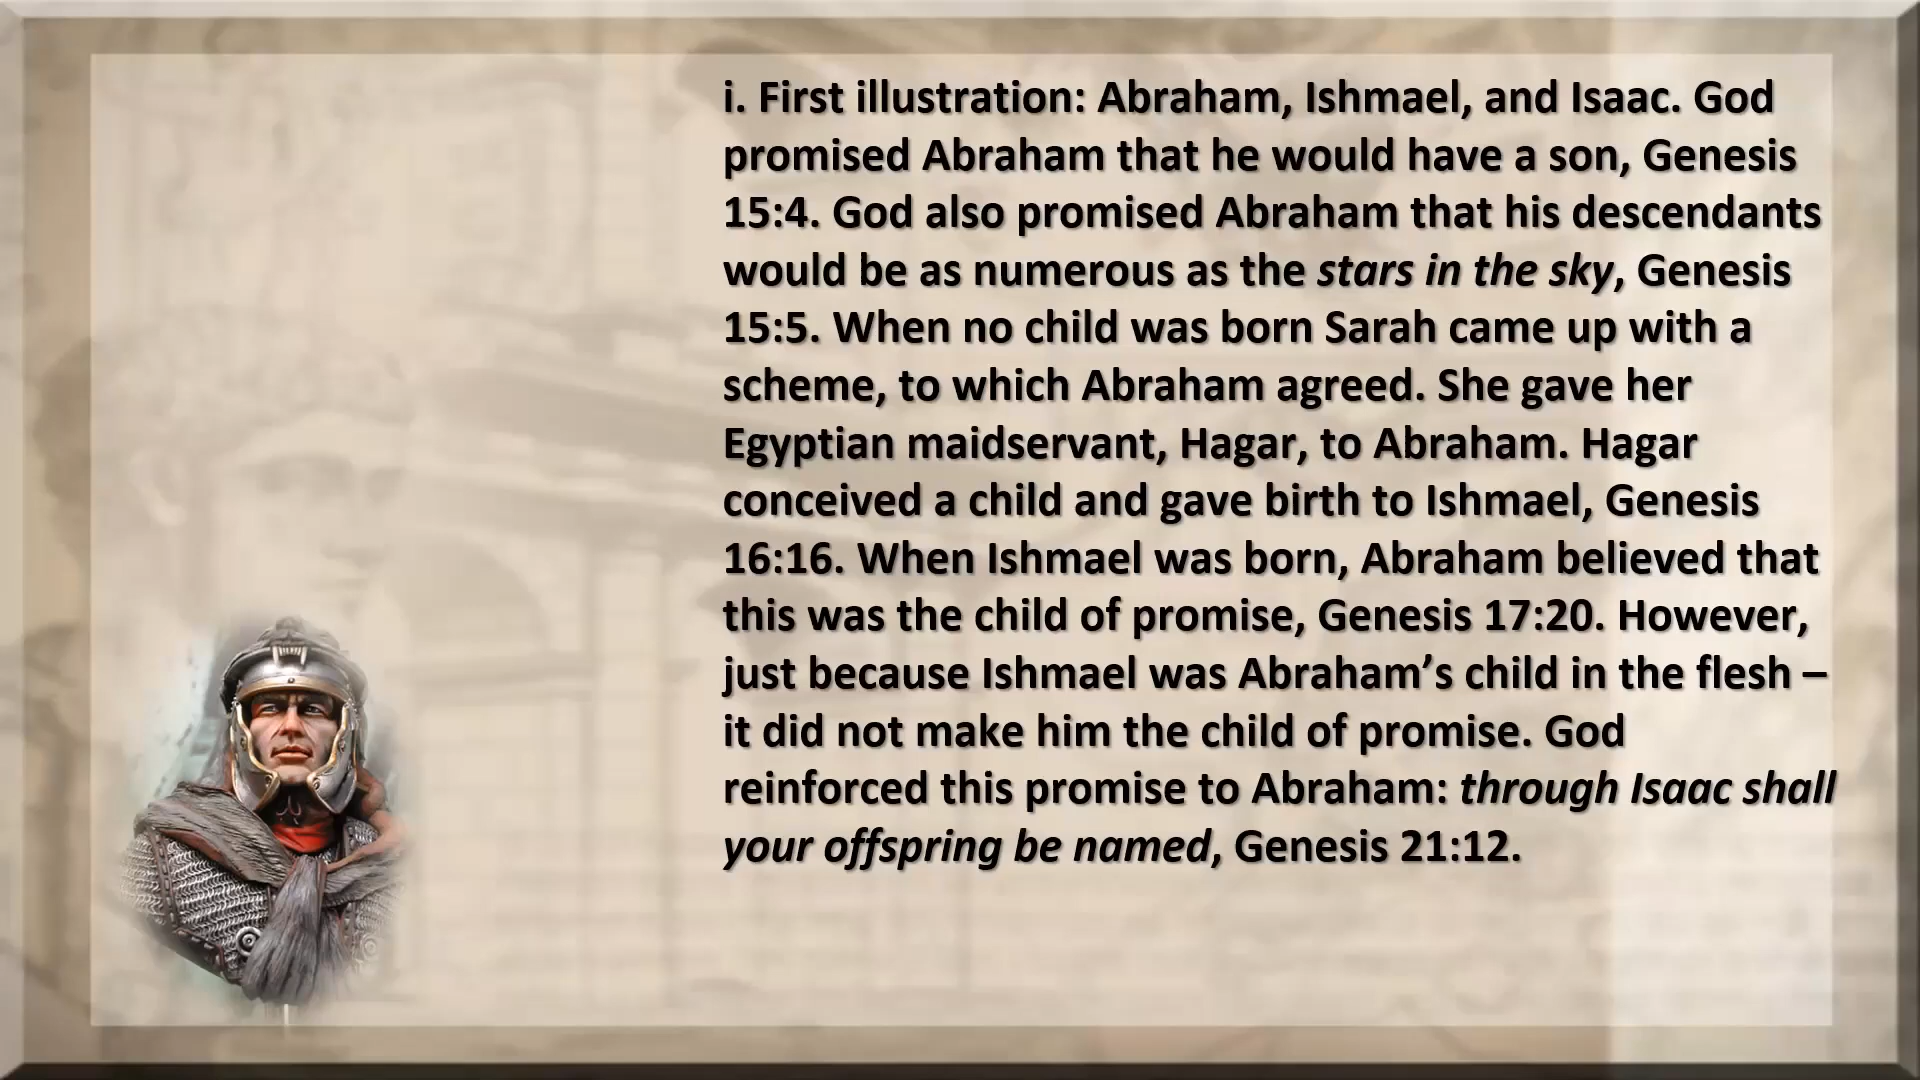 i. First illustration: Abraham, Ishmael, and Isaac. God
promised Abraham that he would have a son, Genesis
15:4. God also promised Abraham that his descendants
would be as numerous as the stars in the sky, Genesis
15:5. When no child was born Sarah came up with a
scheme, to which Abraham agreed. She gave her
Egyptian maidservant, Hagar, to Abraham. Hagar
conceived a child and gave birth to Ishmael, Genesis
16:16. When Ishmael was born, Abraham believed that
this was the child of promise, Genesis 17:20. However,
just because Ishmael was Abraham’s child in the flesh –
it did not make him the child of promise. God
reinforced this promise to Abraham: through Isaac shall
your offspring be named, Genesis 21:12.